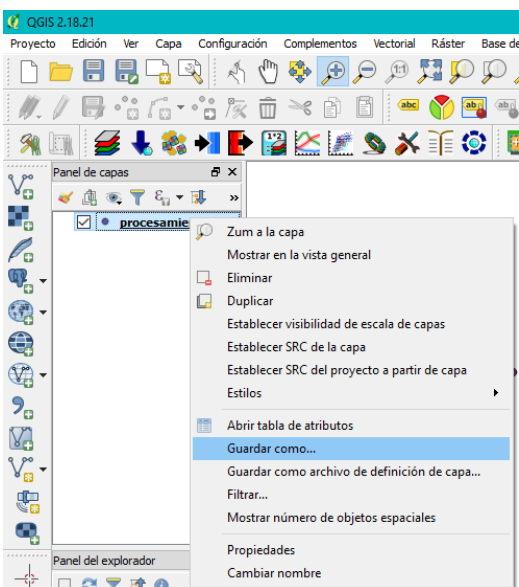 QGIS 2.18.21
Proyecto Edición Ver Capa Configuración Complementos Vectorial Ráster Base de
abc
Panel de capas
procesamie
Zum a la capa
Mostrar en la vista general
Eliminar
Duplicar
Establecer visibilidad de escala de capas
Establecer SRC de la capa
Establecer SRC del proyecto a partir de capa
Estilos
Abrir tabla de atributos
Guardar como...
Guardar como archivo de definición de capa...
Filtrar...
Mostrar número de objetos espaciales
Propiedades
Cambiar nombre
Panel del explorador